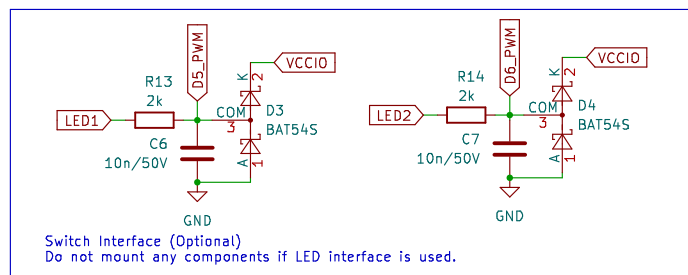 D5_PWM
VCCIO
K
2
R13
2k
D3
COM
3
BAT54S
LED1
C6
10n/50V
A
1
GND
D6_PWM
VCCIO
K
2
R14
2k
D4
COM
3
BAT54S
LED2
C7
10n/50V
A
1
GND
Switch Interface (Optional)
Do not mount any components if LED interface is used.